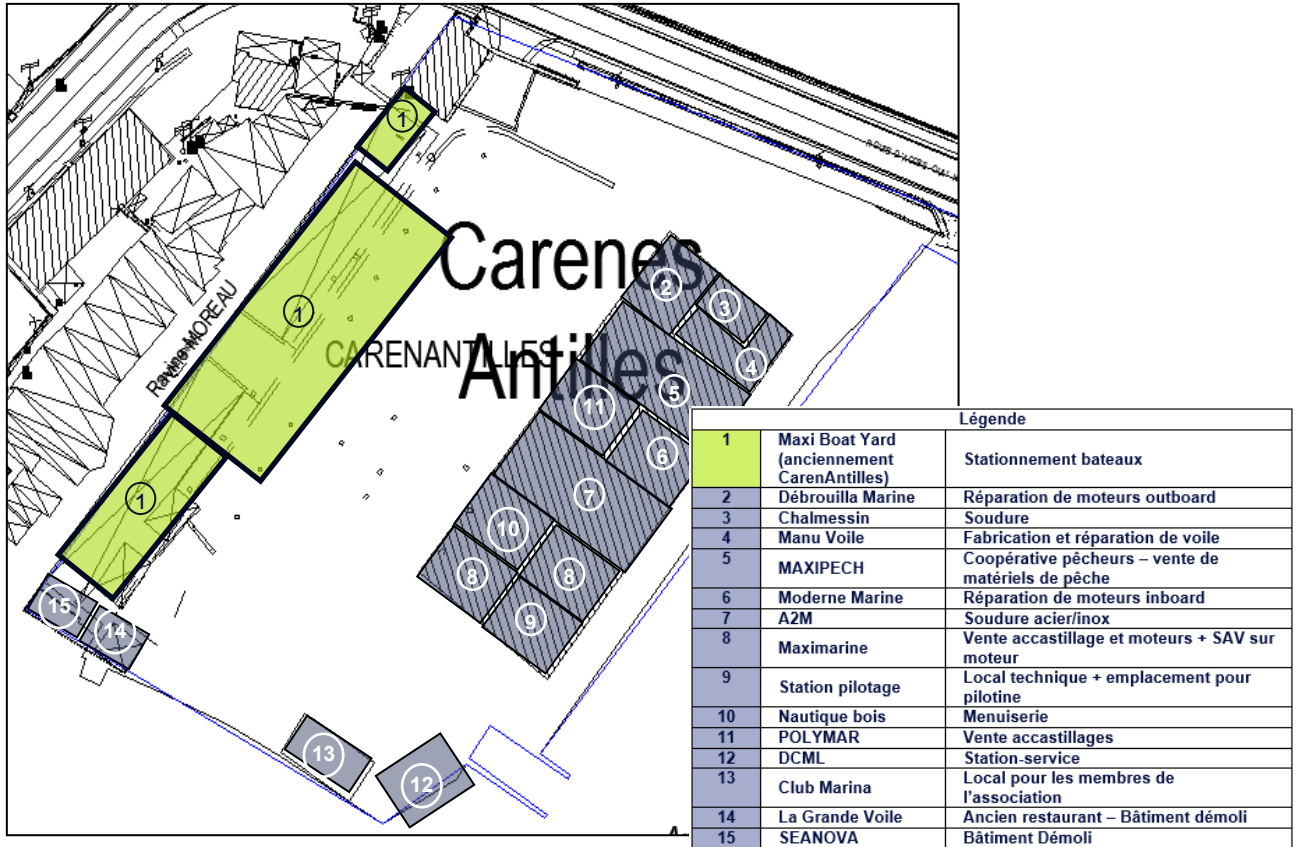 1
Carenes
Antilles
CARENANTILLES
Ravine MOREAU
1
1
2
3
4
5
11
6
7
10
8
8
9
15
14
13
12
Légende
1 Maxi Boat Yard
(anciennement
CarenAntilles) Stationnement bateaux
2 Débrouilla Marine Réparation de moteurs outboard
3 Chalmessin Soudure
4 Manu Voile Fabrication et réparation de voile
5 MAXIPECH Coopérative pêcheurs – vente de
matériels de pêche
6 Moderne Marine Réparation de moteurs inboard
7 A2M Soudure acier/inox
8 Maximarine Vente accastillage et moteurs + SAV sur
moteur
9 Station pilotage Local technique + emplacement pour
pilotine
10 Nautique bois Menuiserie
11 POLYMAR Vente accastillages
12 DCML Station-service
13 Club Marina Local pour les membres de
l'association
14 La Grande Voile Ancien restaurant – Bâtiment démoli
15 SEANOVA Bâtiment Démoli